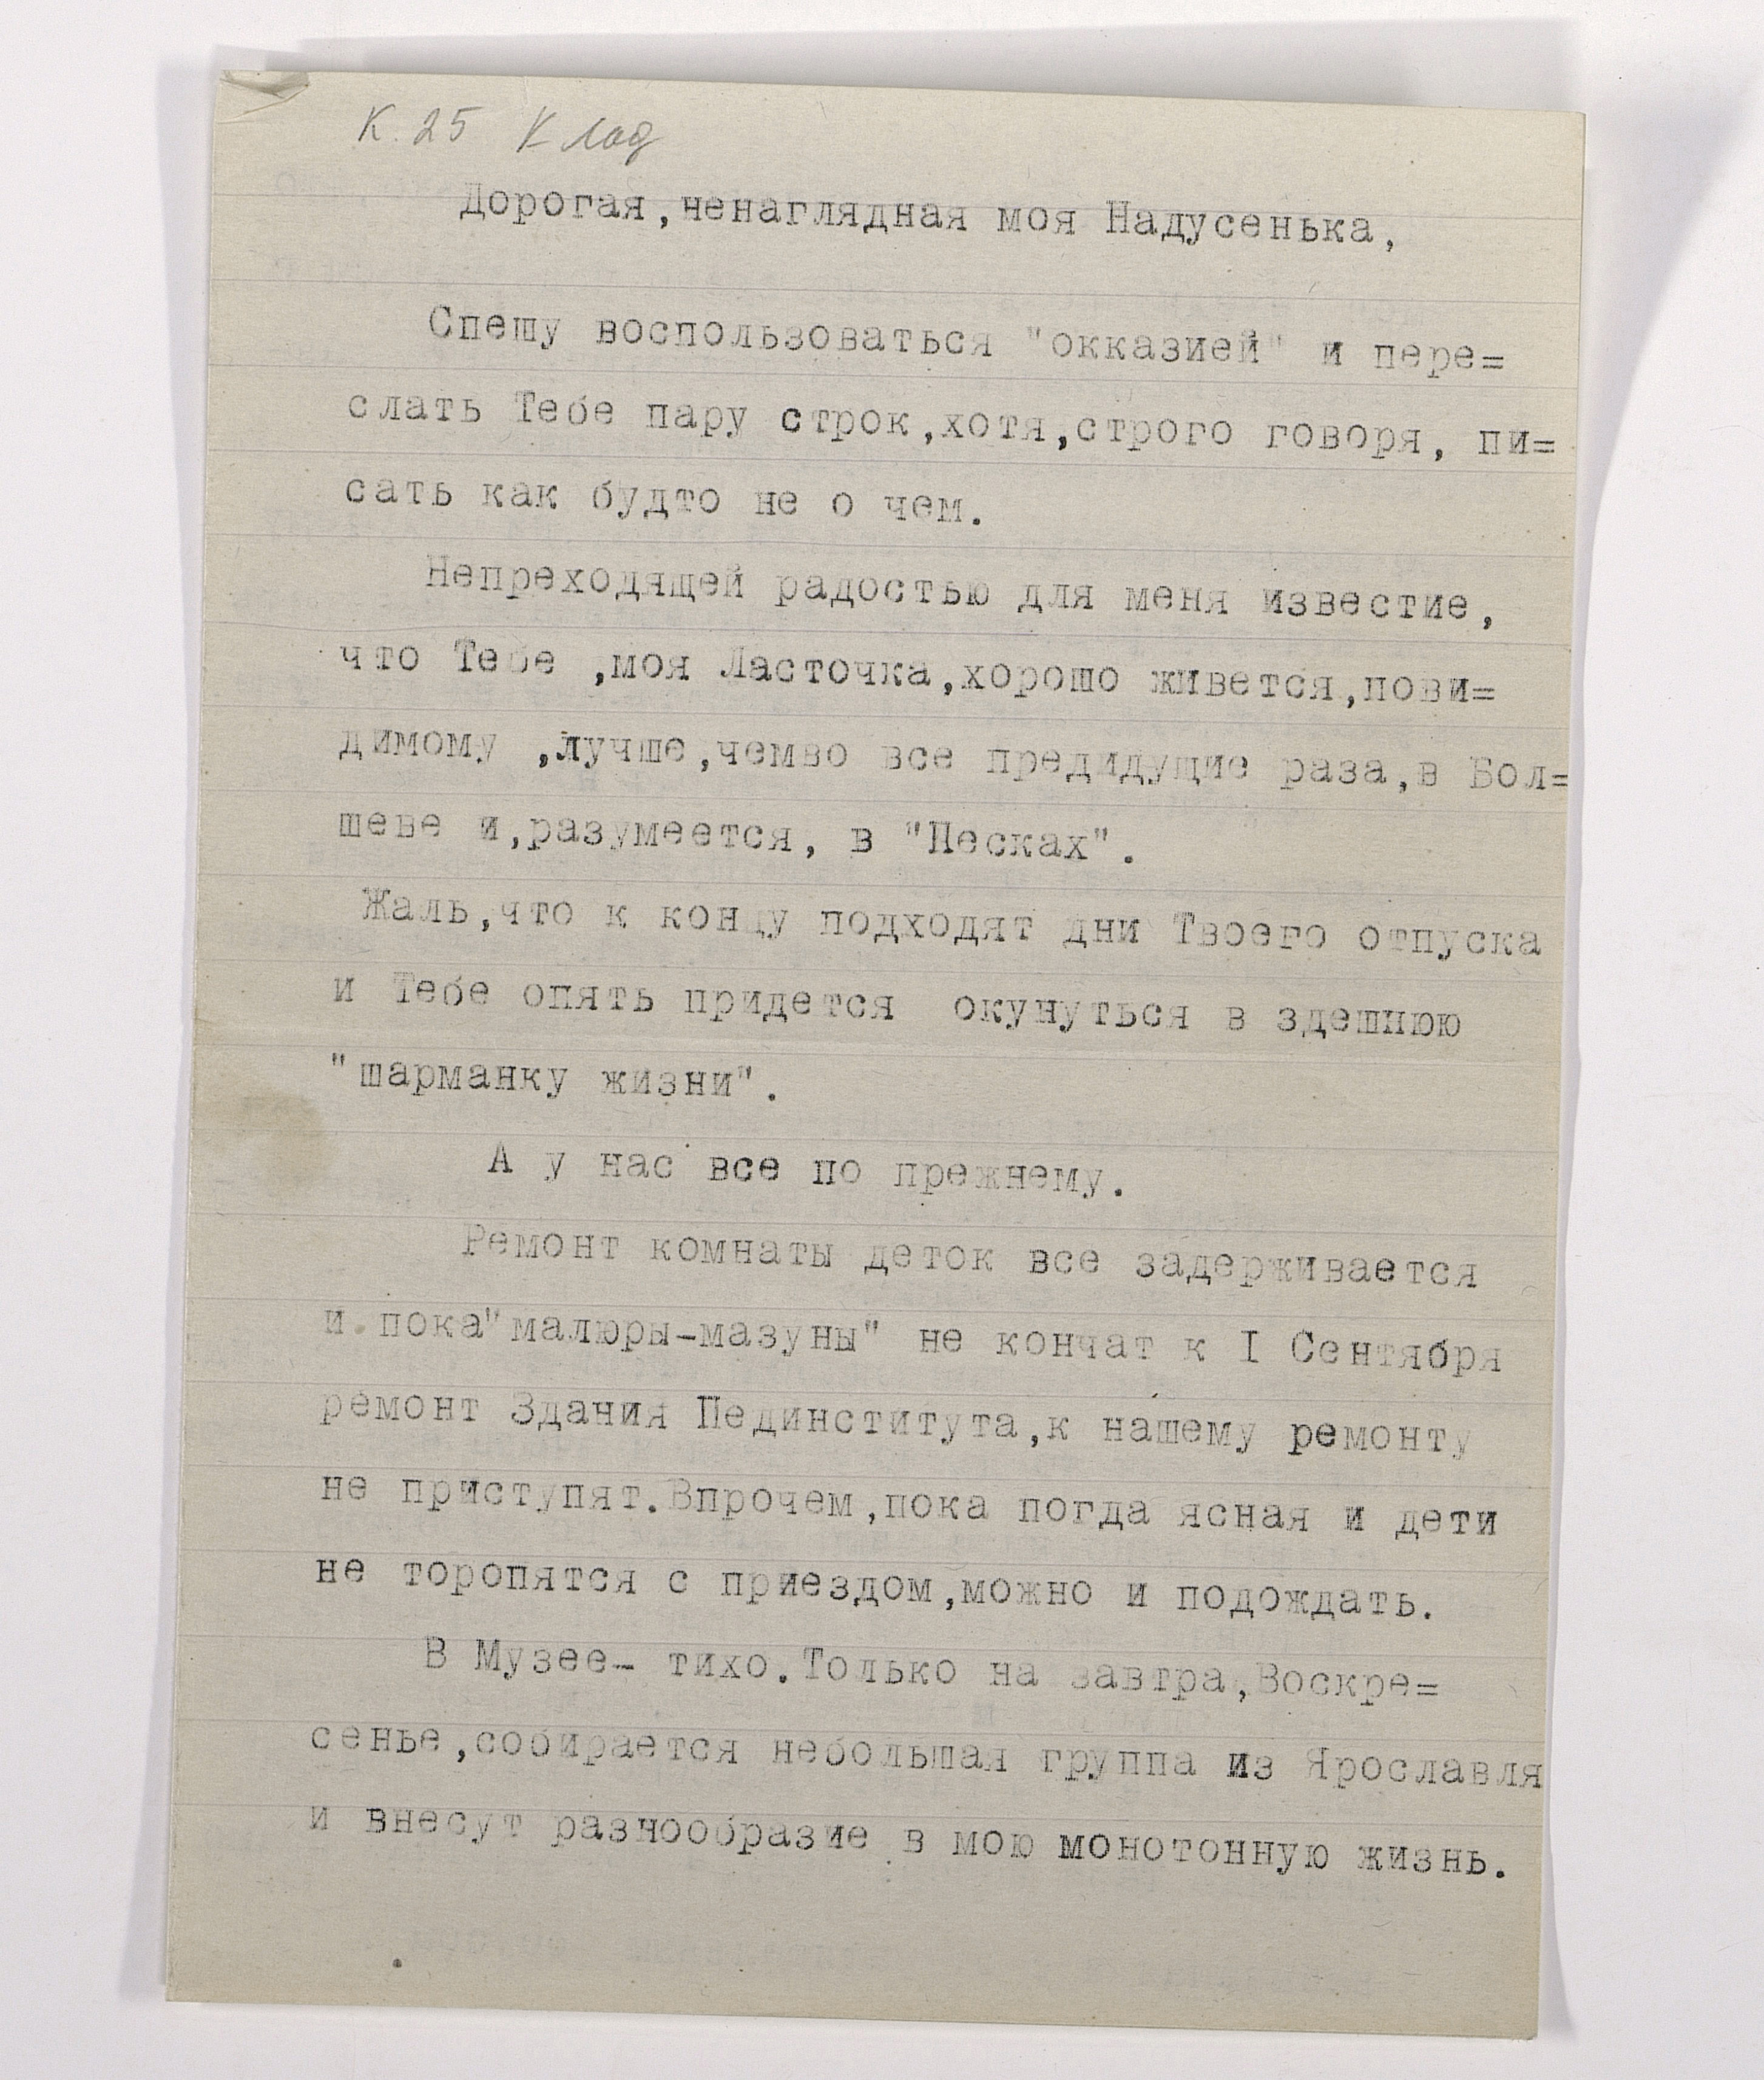 К. 25 К лад
Дорогая,ненаглядная моя Надусенька,
Спешу воспользоваться "окказией" и пере=
слать Тебе пару строк,хотя,строго говоря, пи=
сать как будто не о чем.
Непреходящей радостью для меня известие,
что Тебе ,моя Ласточка,хорошо живется,пови=
димому ,лучше,чемво все предидущие раза,в Бол=
шеве и,разумеется, в "Песках".
Жаль,что к концу подходят дни Твоего отпуска
и Тебе опять придется окунуться в здешнюю
"шарманку жизни".
А у нас все по прежнему.
Ремонт комнаты деток все задерживается
и пока"малюры-мазуны" не кончат к I Сентября
ремонт Здания Пединститута,к нашему ремонту
не приступят.Впрочем,пока погда ясная и дети
не торопятся с приездом,можно и подождать.
В Музее- тихо.Только на завтра,Воскре=
сенье,собирается небольшая группа из Ярославля
и внесут разнообразие в мою монотонную жизнь.